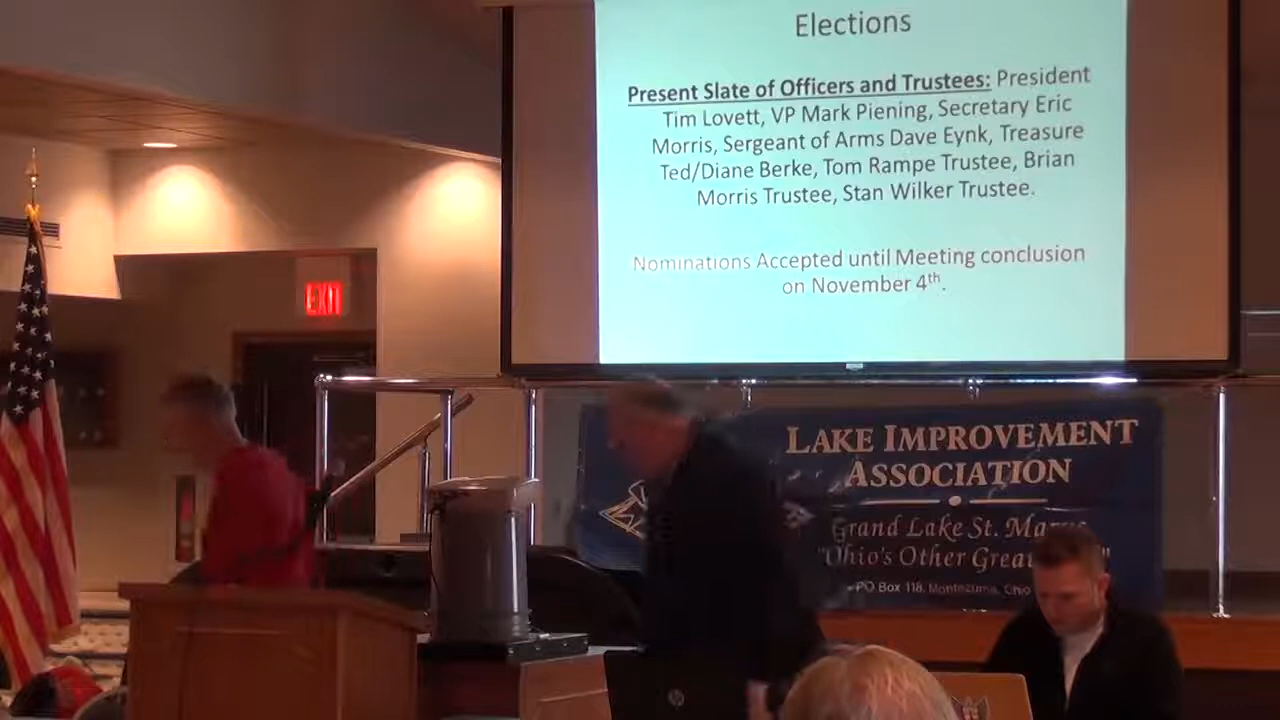 Elections
Present Slate of Officers and Trustees: President
Tim Lovett, VP Mark Piening, Secretary Eric
Morris, Sergeant of Arms Dave Eynk, Treasure
Ted/Diane Berke, Tom Rampe Trustee, Brian
Morris Trustee, Stan Wilker Trustee.
Nominations Accepted until Meeting conclusion
on November 4th.
EXIT
LAKE IMPROVEMENT
ASSOCIATION
Grand Lake St. Marys
"Ohio's Other Great
PO Box 118, Montezuma, Ohio
hp